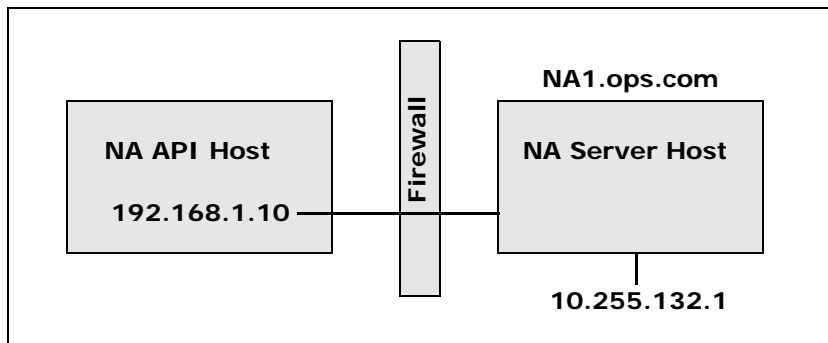 NA API Host
192.168.1.10
Firewall
NA1.ops.com
NA Server Host
10.255.132.1